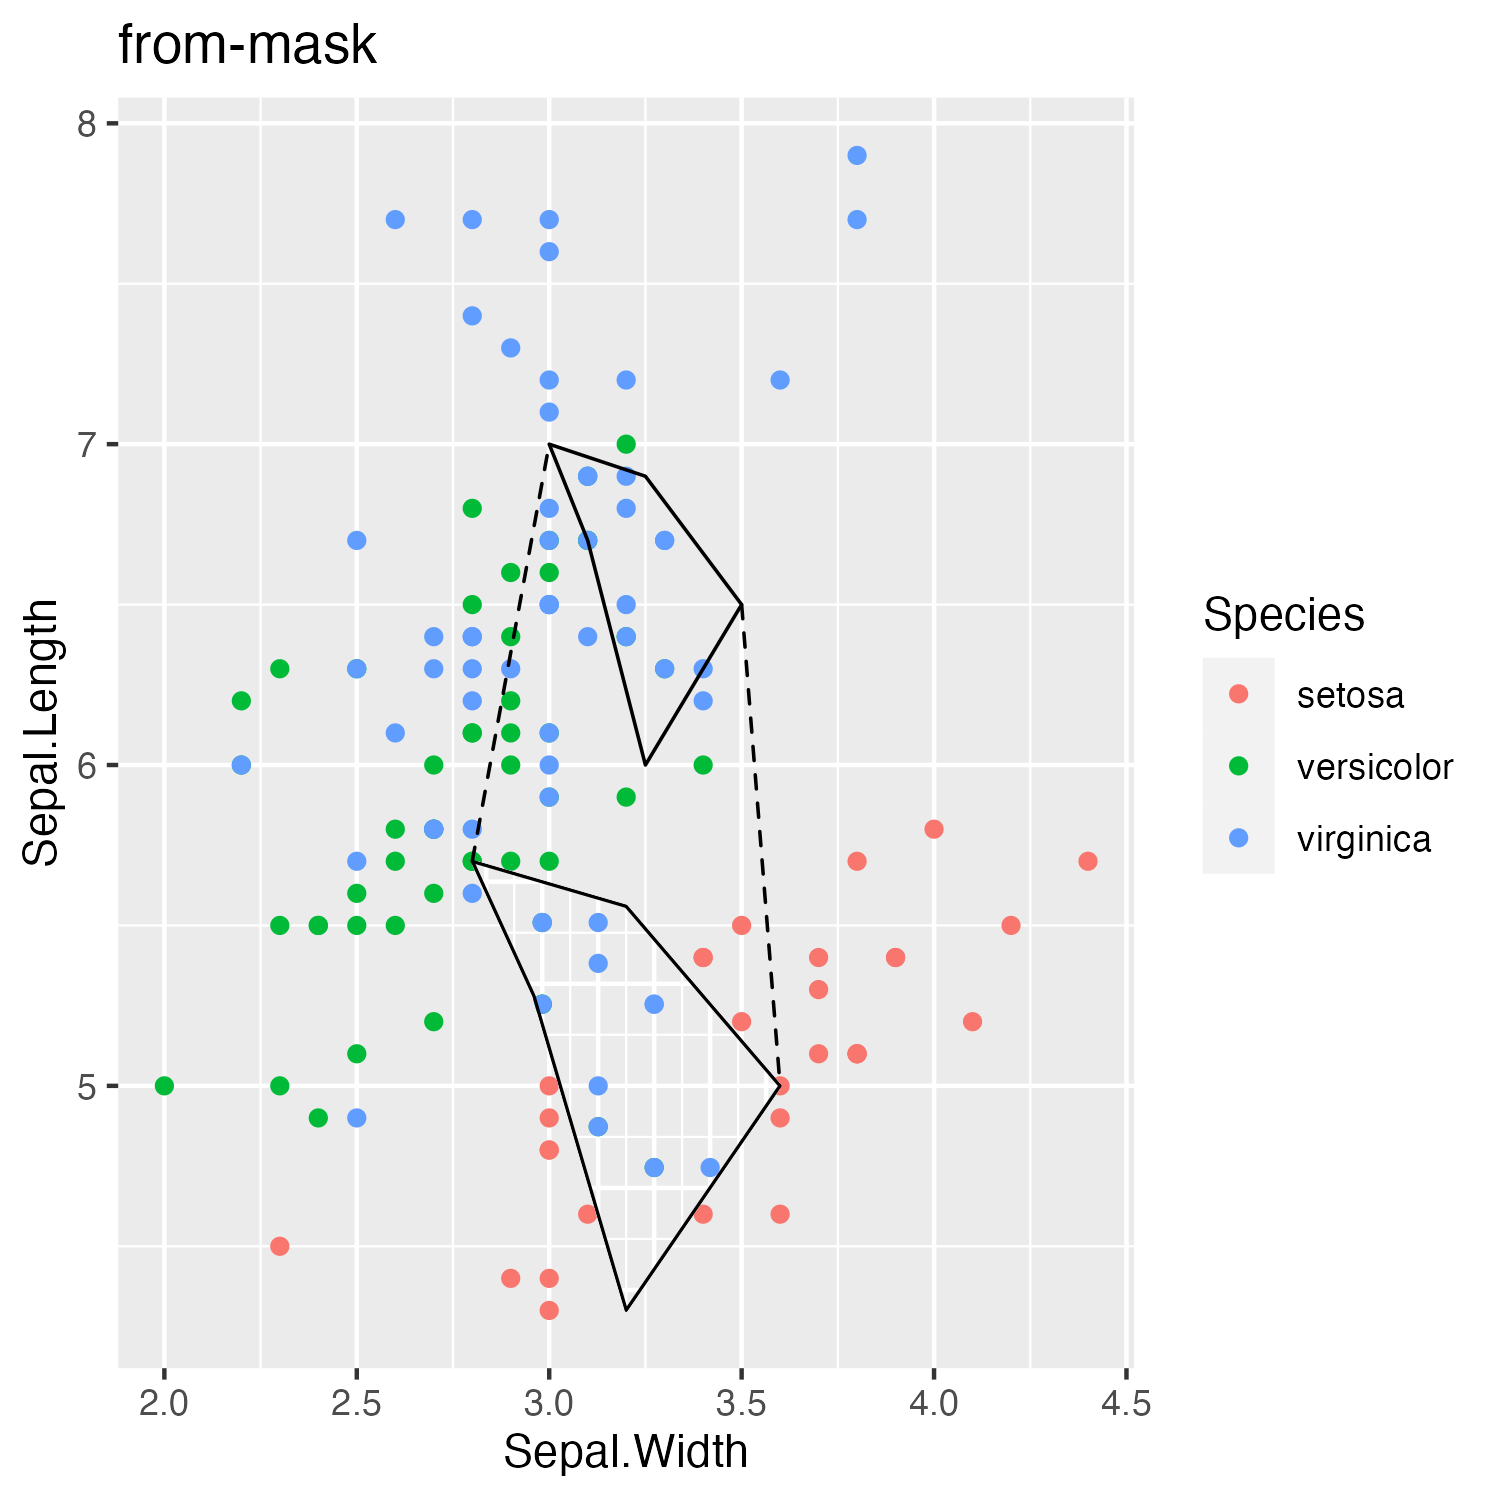 from-mask
8
7
6
5
Sepal.Length
2.0 2.5 3.0 3.5 4.0 4.5
Sepal.Width
Species
setosa
versicolor
virginica